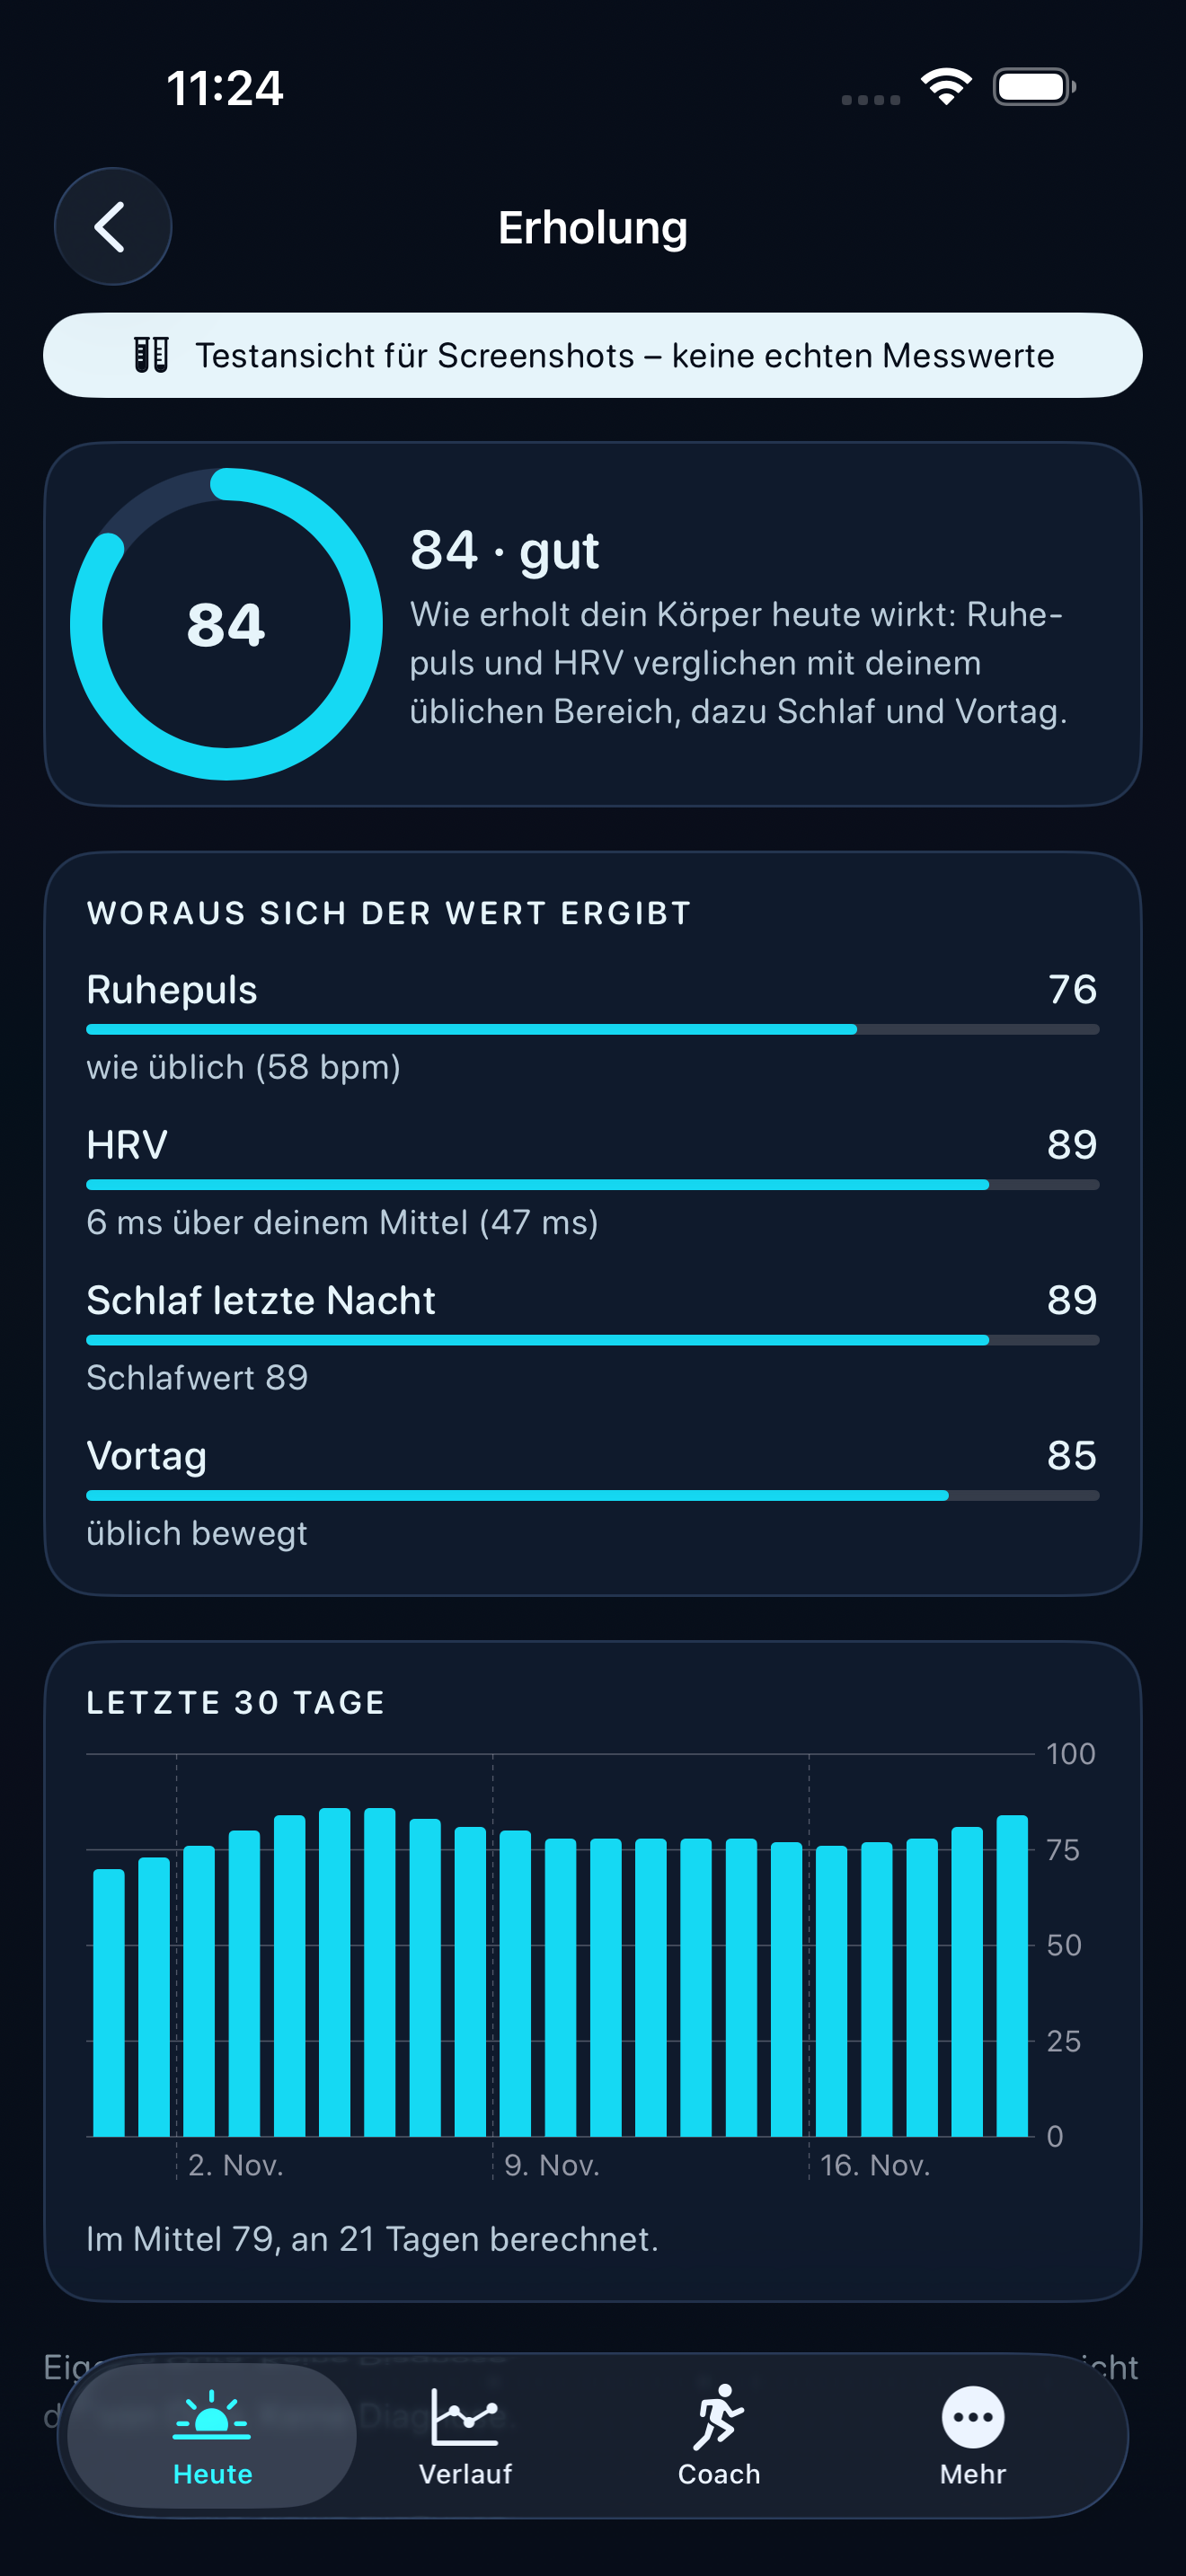 11:24
Erholung
Testansicht für Screenshots – keine echten Messwerte
84
84 · gut
Wie erholt dein Körper heute wirkt: Ruhe-
puls und HRV verglichen mit deinem
üblichen Bereich, dazu Schlaf und Vortag.
WORAUS SICH DER WERT ERGIBT
Ruhepuls 76
wie üblich (58 bpm)
HRV 89
6 ms über deinem Mittel (47 ms)
Schlaf letzte Nacht 89
Schlafwert 89
Vortag 85
üblich bewegt
LETZTE 30 TAGE
100
75
50
25
0
2. Nov. 9. Nov. 16. Nov.
Im Mittel 79, an 21 Tagen berechnet.
Heute Verlauf Coach Mehr